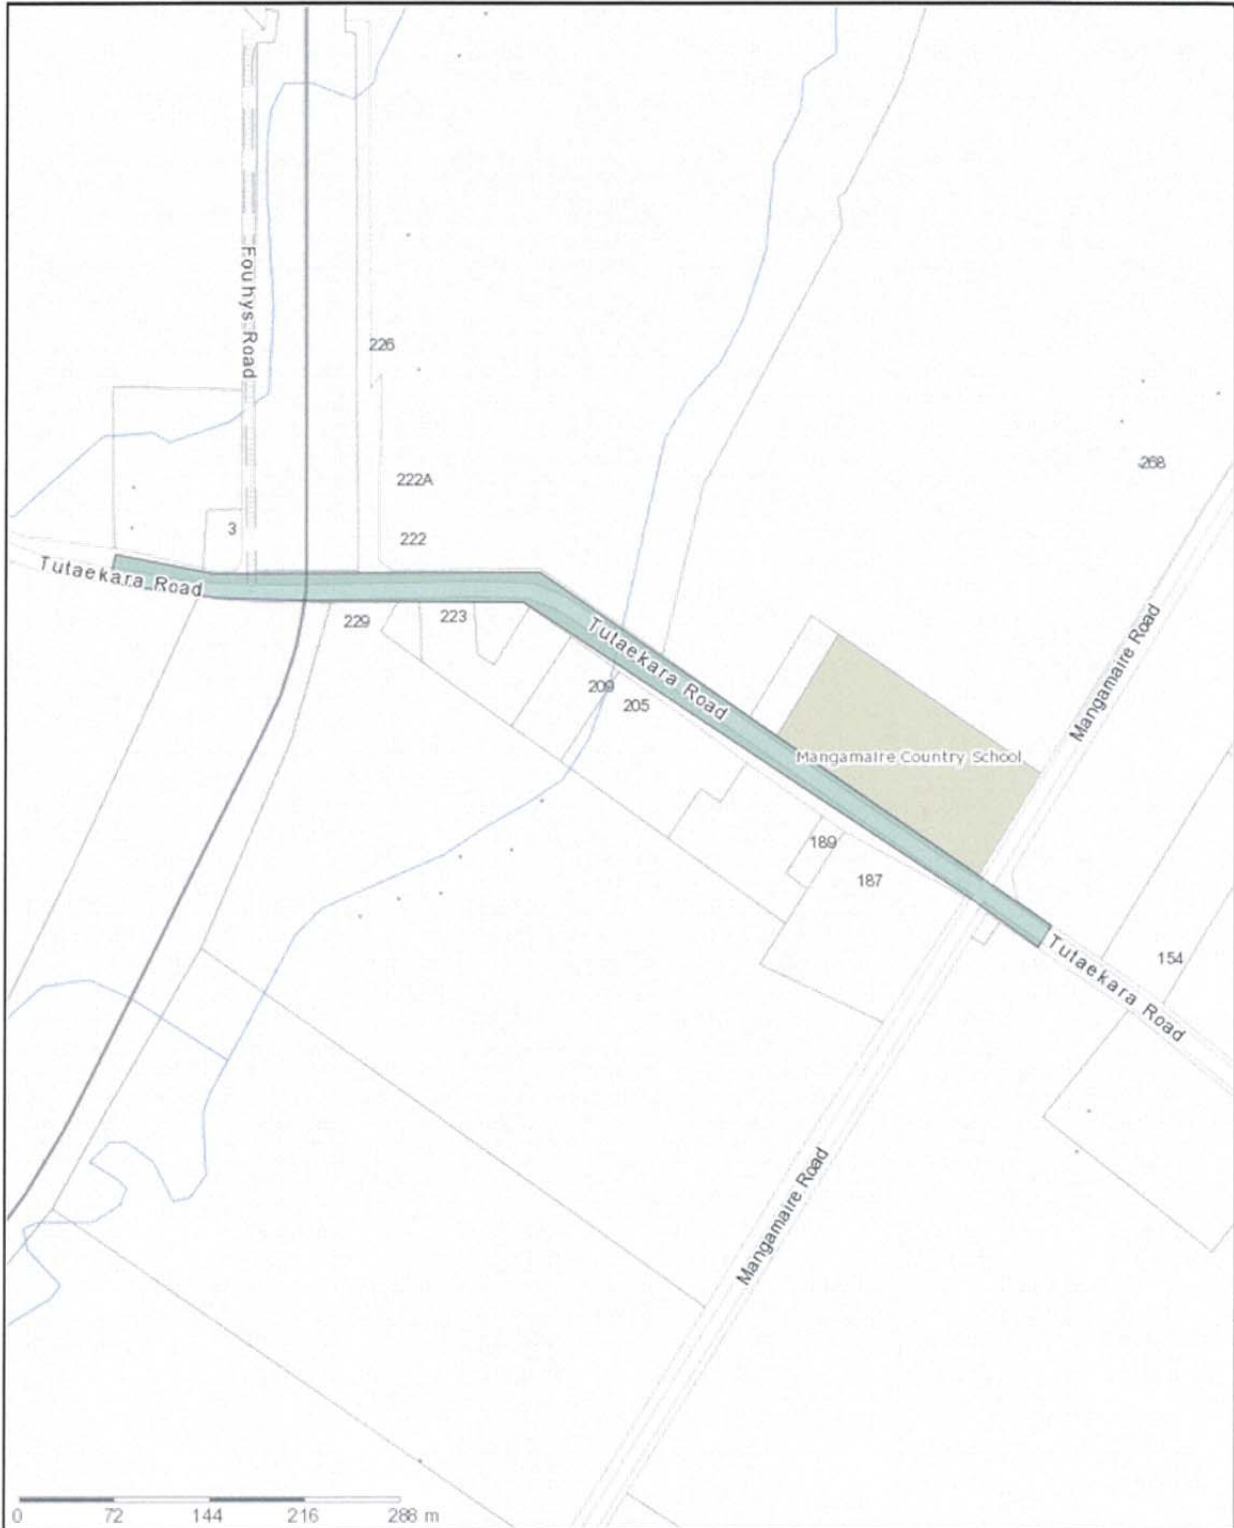 Fouhys Road
226
268
222A
3
222
Tutaekara Road
229
223
Tutaekara Road
Mangamaire Road
209
205
Mangamaire Country School
189
187
154
Tutaekara Road
Mangamaire Road
0 72 144 216 288 m